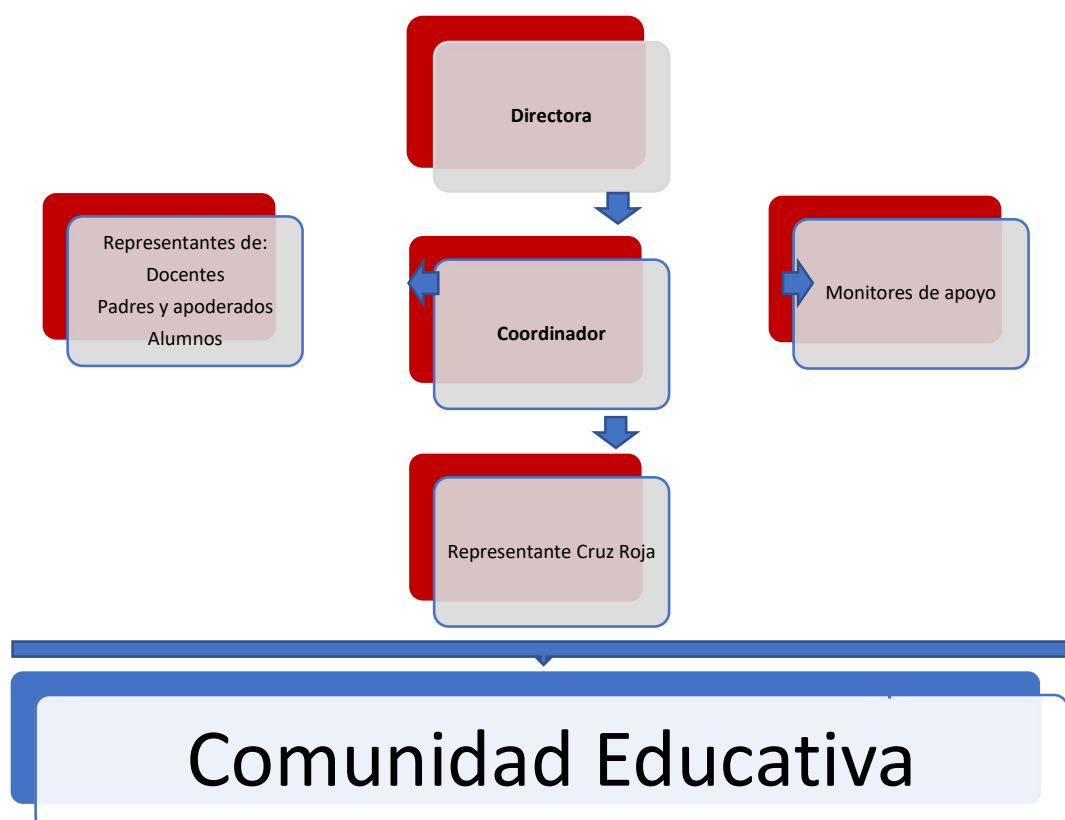 Directora
Representantes de:
Docentes
Padres y apoderados
Alumnos
Coordinador
Monitores de apoyo
Representante Cruz Roja
Comunidad Educativa